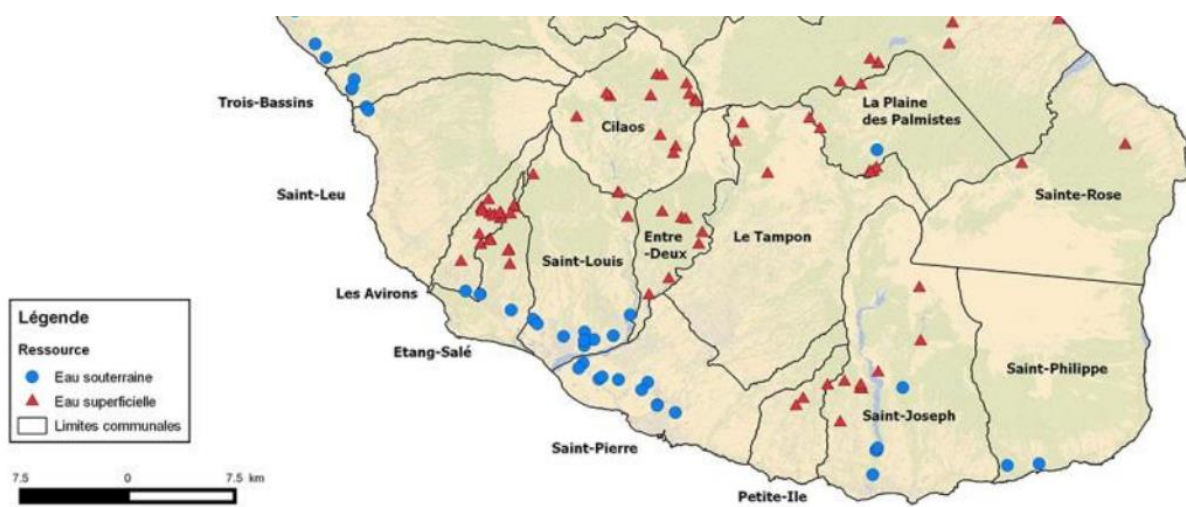 Trois-Bassins
Cilaos
La Plaine
des Palmistes
Saint-Leu
Sainte-Rose
Entre
-Deux
Le Tampon
Saint-Louis
Les Avirons
Etang-Salé
Saint-Philippe
Saint-Joseph
Saint-Pierre
Petite-Ile
Légende
Ressource
Eau souterraine
Eau superficielle
Limites communales
7.5 0 7.5 km